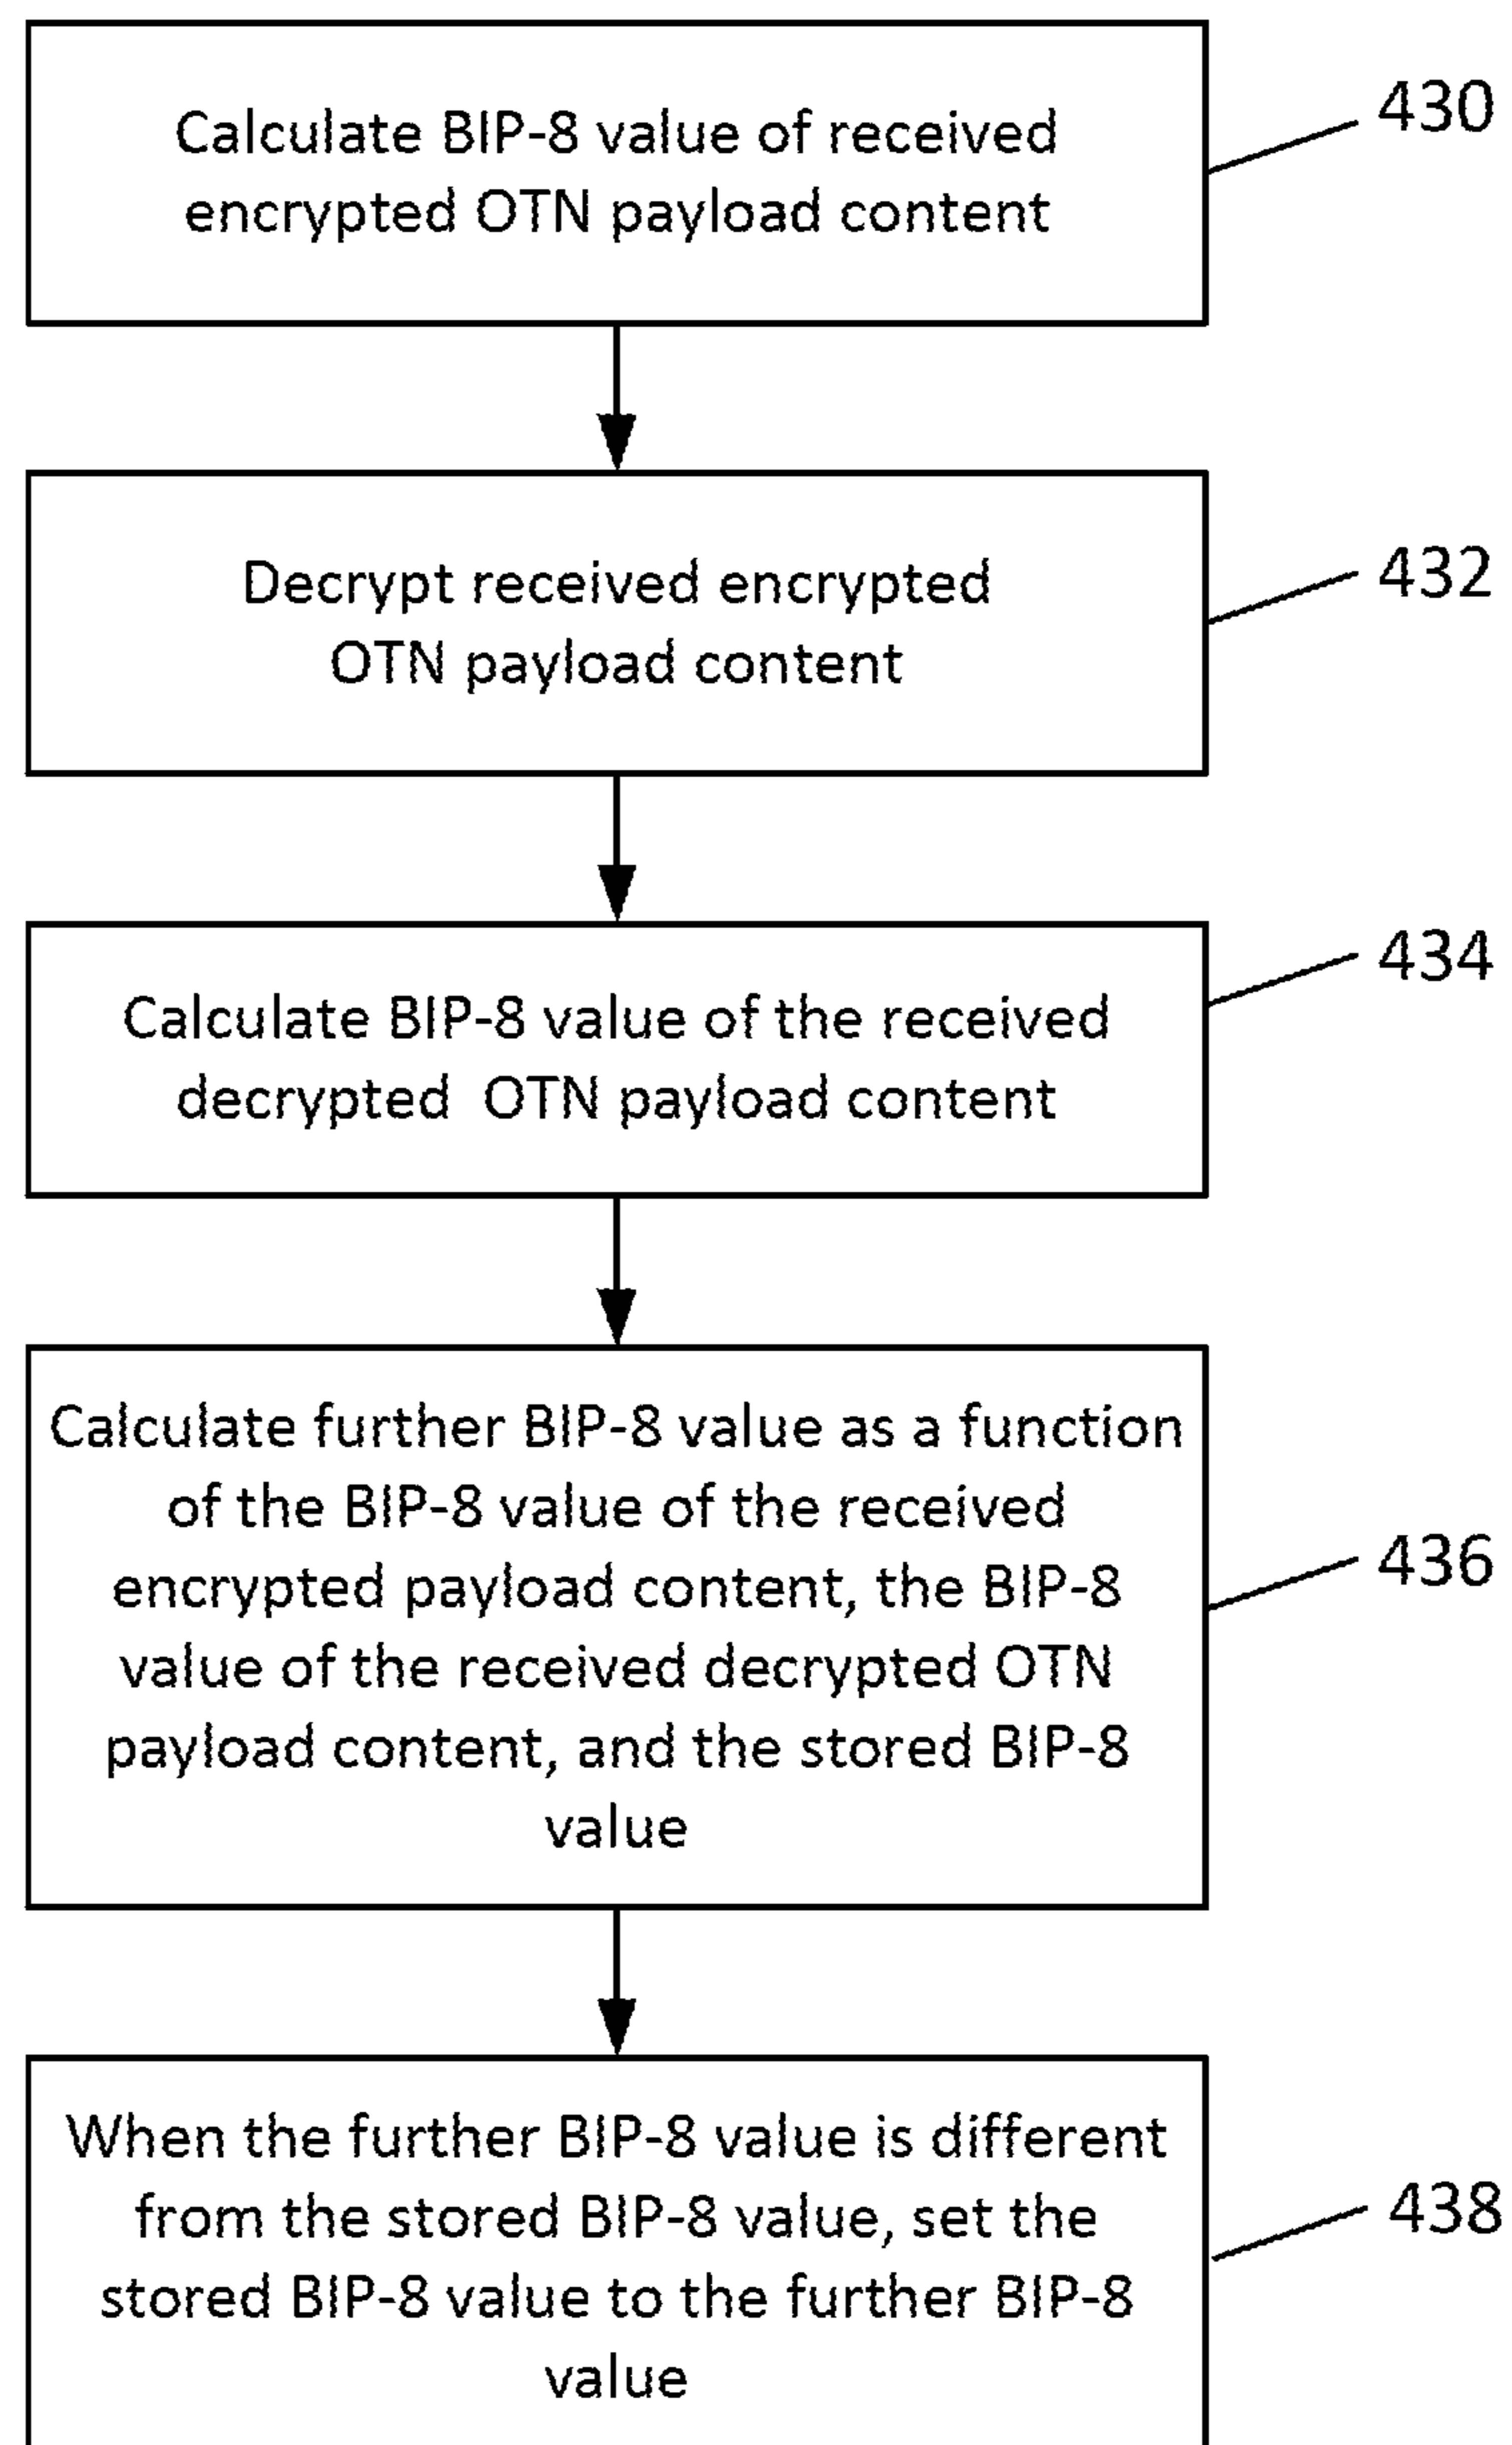 Calculate BIP-8 value of received
encrypted OTN payload content
430
Decrypt received encrypted
OTN payload content
432
Calculate BIP-8 value of the received
decrypted OTN payload content
434
Calculate further BIP-8 value as a function
of the BIP-8 value of the received
encrypted payload content, the BIP-8
value of the received decrypted OTN
payload content, and the stored BIP-8
value
436
When the further BIP-8 value is different
from the stored BIP-8 value, set the
stored BIP-8 value to the further BIP-8
value
438